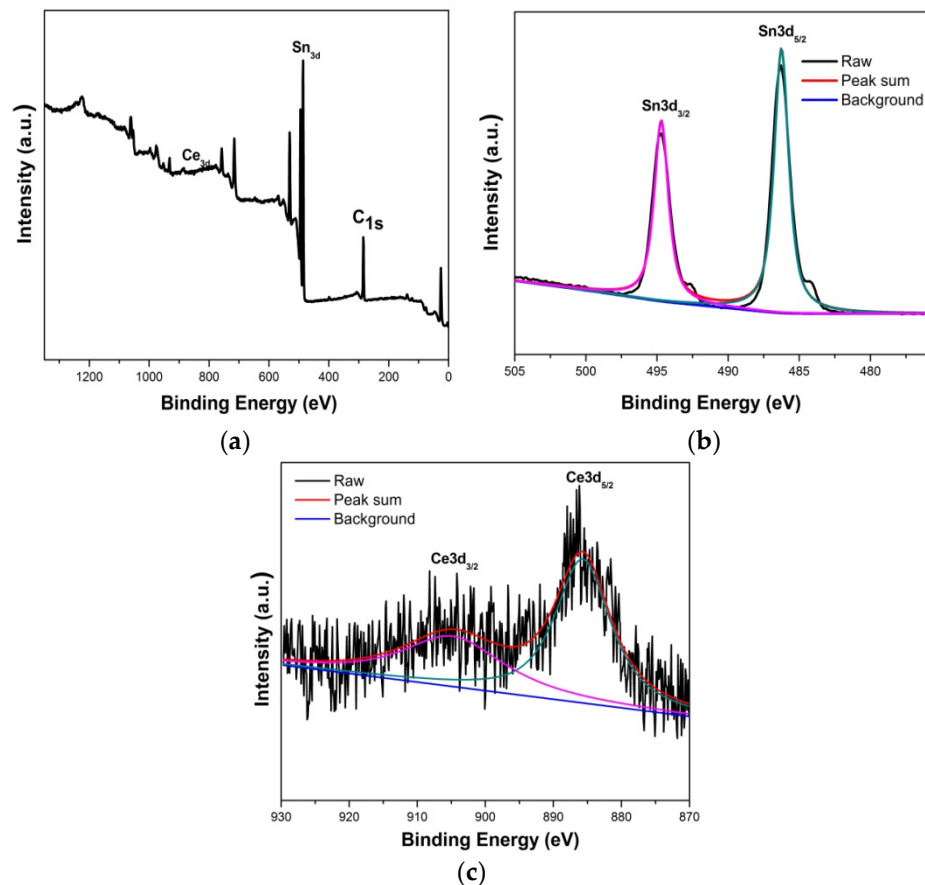 Sn3d
Ce3d
C1s
Intensity (a.u.)
1200 1000 800 600 400 200 0
Binding Energy (eV)
(a)
Sn3d5/2
Raw
Peak sum
Background
Sn3d3/2
Intensity (a.u.)
505 500 495 490 485 480
Binding Energy (eV)
(b)
Raw
Peak sum
Background
Ce3d5/2
Ce3d3/2
Intensity (a.u.)
930 920 910 900 890 880 870
Binding Energy (eV)
(c)